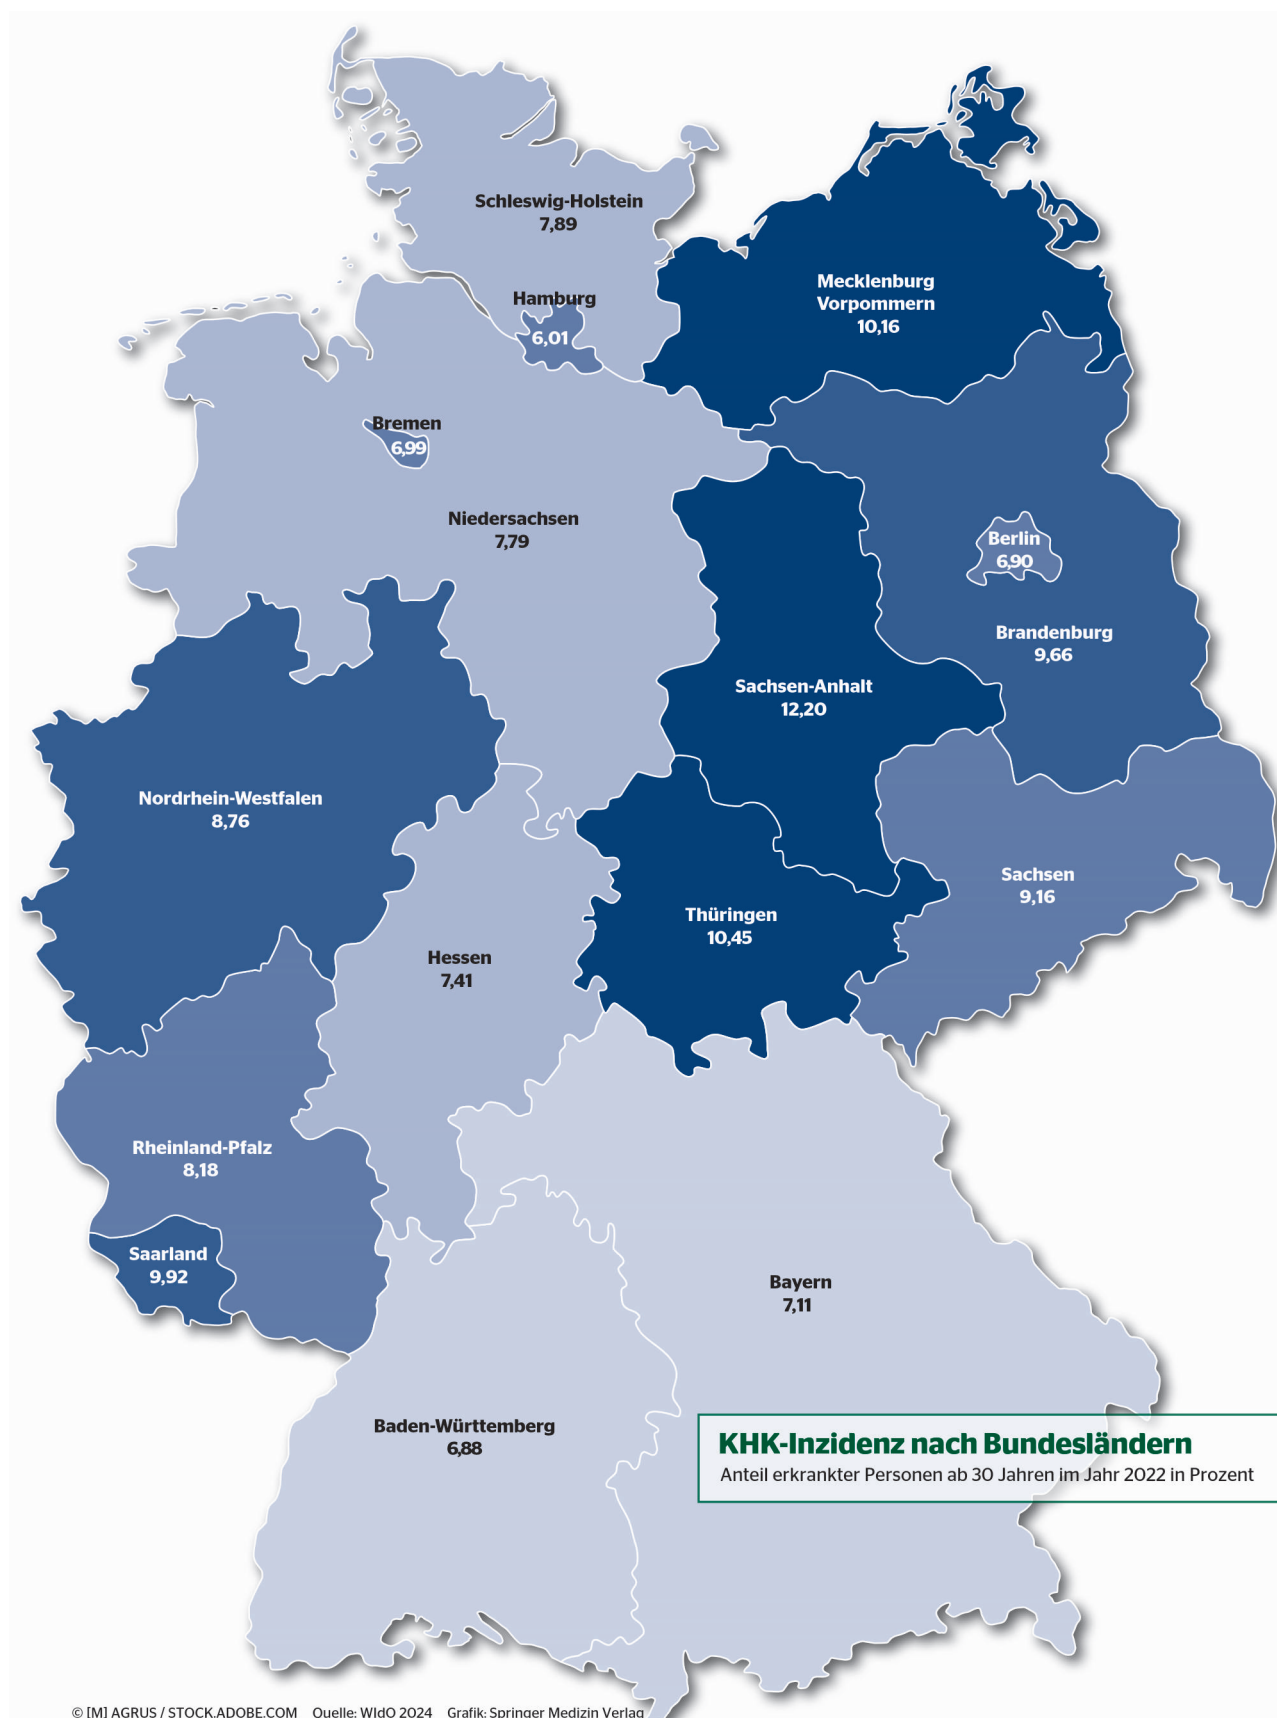 Schleswig-Holstein
7,89
Hamburg
6,01
Mecklenburg
Vorpommern
10,16
Bremen
6,99
Niedersachsen
7,79
Berlin
6,90
Brandenburg
9,66
Sachsen-Anhalt
12,20
Nordrhein-Westfalen
8,76
Sachsen
9,16
Thüringen
10,45
Hessen
7,41
Rheinland-Pfalz
8,18
Saarland
9,92
Bayern
7,11
Baden-Württemberg
6,88
KHK-Inzidenz nach Bundesländern
Anteil erkrankter Personen ab 30 Jahren im Jahr 2022 in Prozent
© [M] AGRUS / STOCK.ADOBE.COM Quelle: WIdO 2024 Grafik: Springer Medizin Verlag